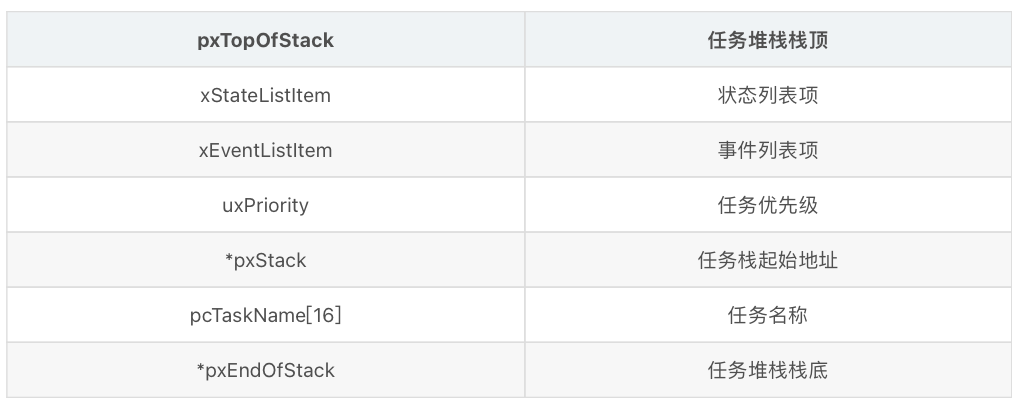 pxTopOfStack 任务堆栈栈顶
xStateListItem 状态列表项
xEventListItem 事件列表项
uxPriority 任务优先级
*pxStack 任务栈起始地址
pcTaskName[16] 任务名称
*pxEndOfStack 任务堆栈栈底